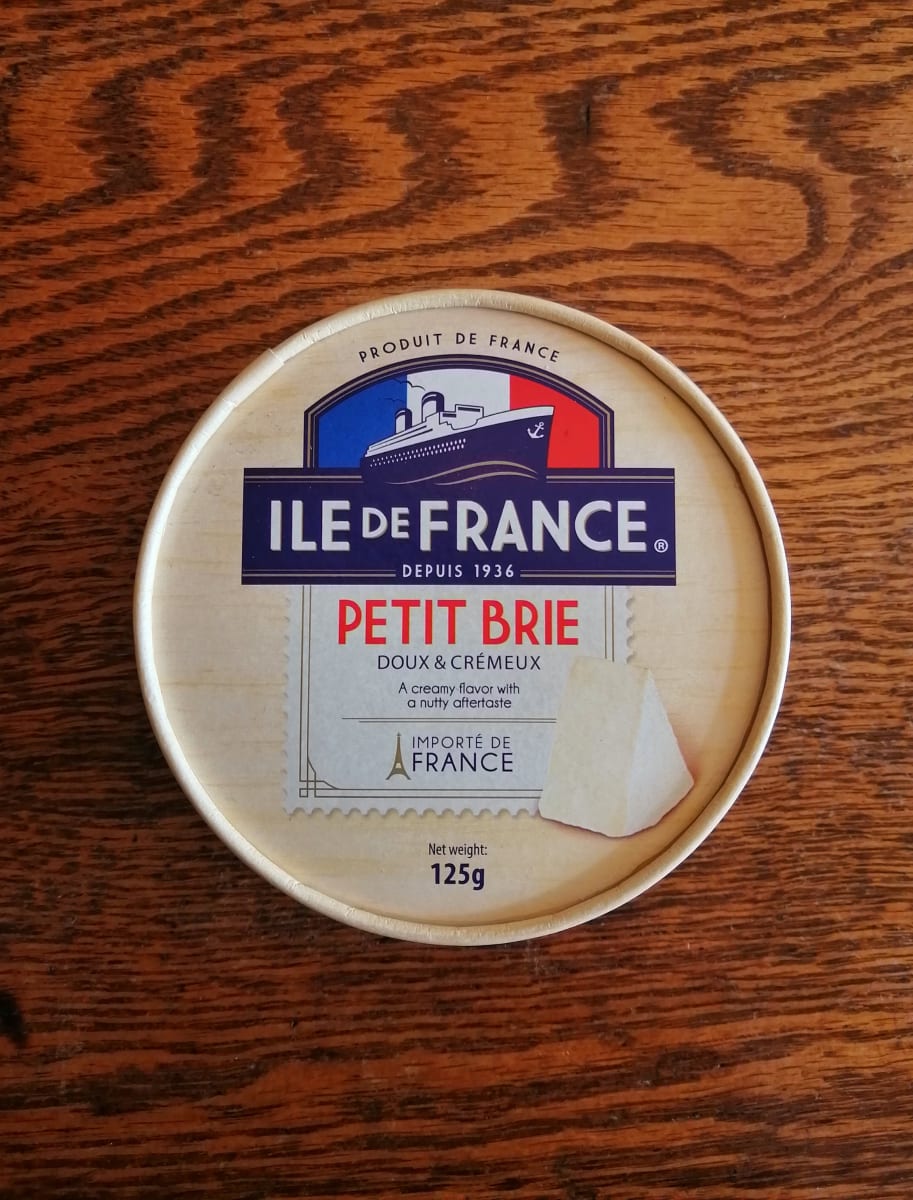 PRODUIT DE FRANCE
ILE DE FRANCE ®
DEPUIS 1936
PETIT BRIE
DOUX & CRÉMEUX
A creamy flavor with
a nutty aftertaste
IMPORTÉ DE
FRANCE
Net weight:
125g